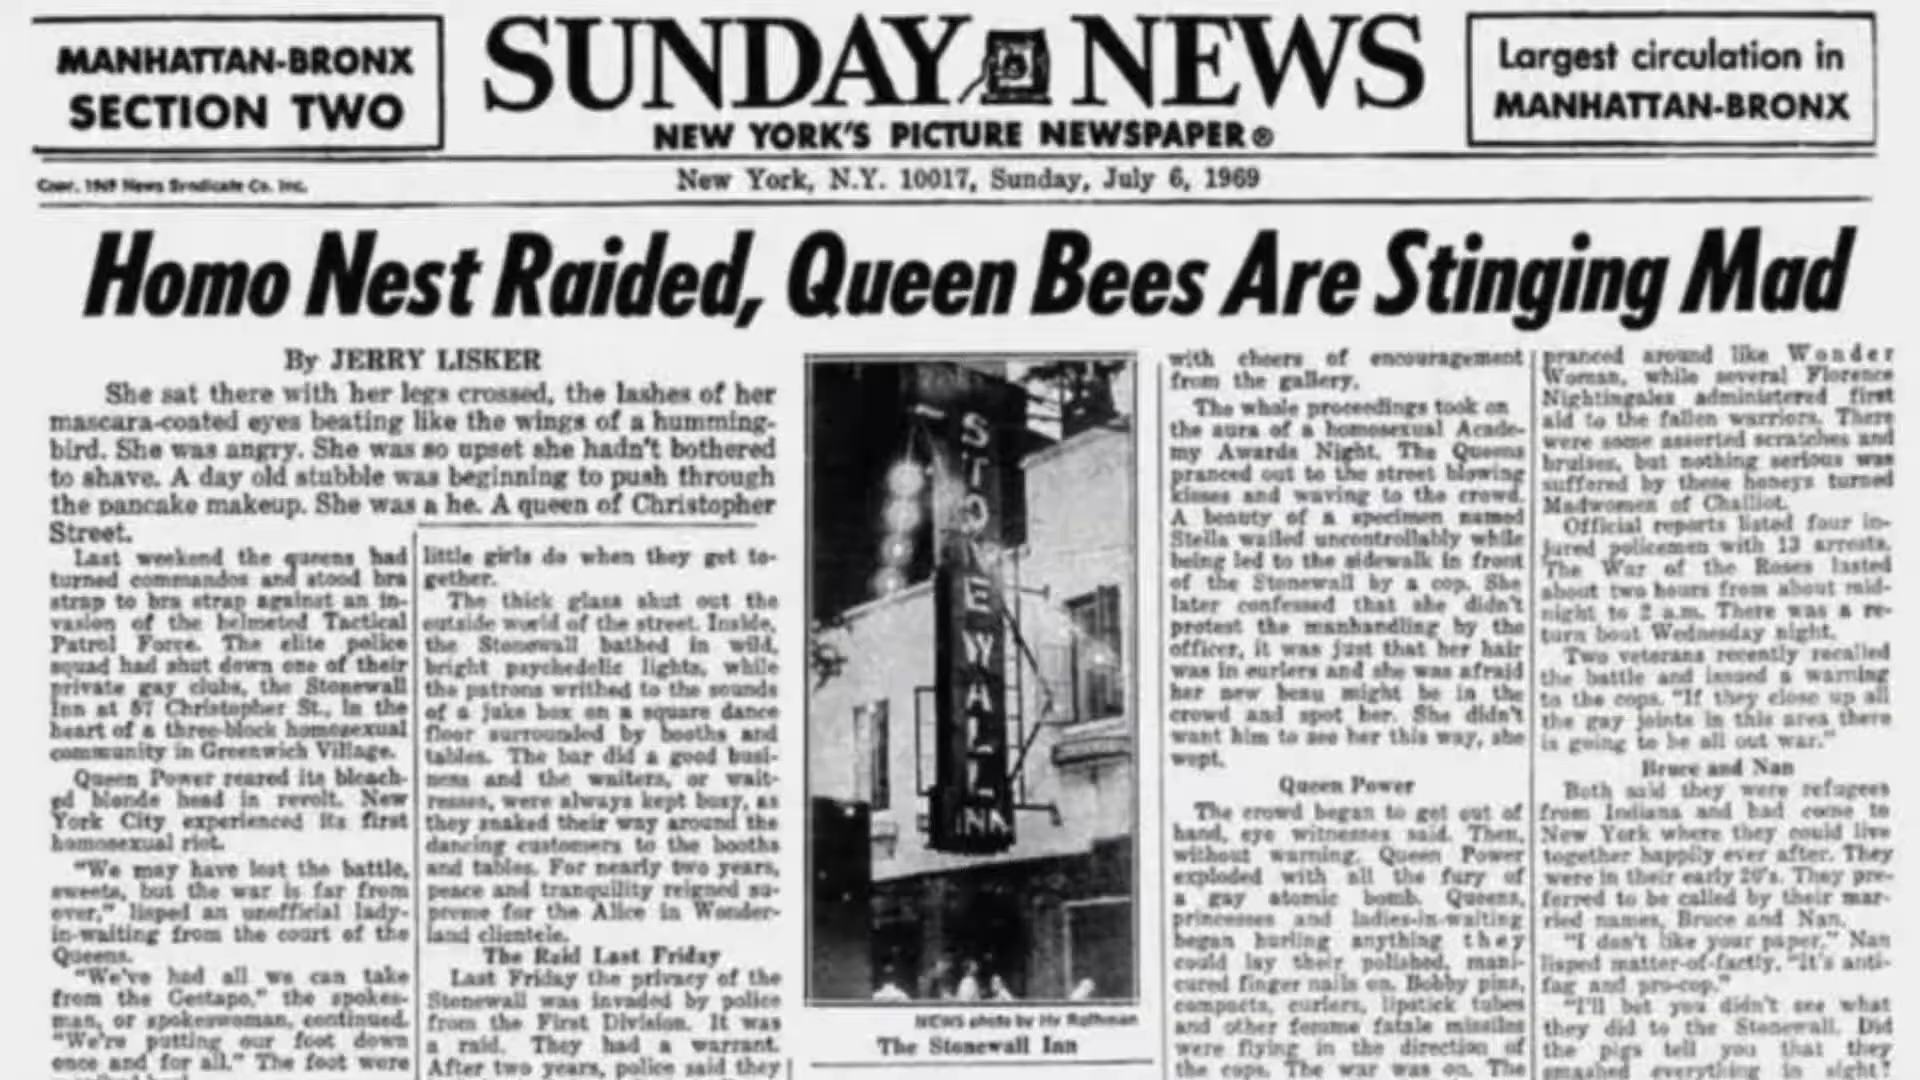 MANHATTAN-BRONX
SECTION TWO
SUNDAY NEWS
NEW YORK'S PICTURE NEWSPAPER®
Largest circulation in
MANHATTAN-BRONX
Copr. 1969 News Syndicate Co. Inc.
New York, N.Y. 10017, Sunday, July 6, 1969
Homo Nest Raided, Queen Bees Are Stinging Mad
By JERRY LISKER
She sat there with her legs crossed, the lashes of her
mascara-coated eyes beating like the wings of a humming-
bird. She was angry. She was so upset she hadn't bothered
to shave. A day old stubble was beginning to push through
the pancake makeup. She was a he. A queen of Christopher
Street.
Last weekend the queens had
turned commandos and stood bra
strap to bra strap against an in-
vasion of the helmeted Tactical
Patrol Force. The elite police
squad had shut down one of their
private gay clubs, the Stonewall
Inn at 57 Christopher St., in the
heart of a three-block homosexual
community in Greenwich Village.
Queen Power reared its bleach-
ed blonde head in revolt. New
York City experienced its first
homosexual riot.
"We may have lost the battle,
sweets, but the war is far from
over," lisped an unofficial lady-
in-waiting from the court of the
Queens.
"We've had all we can take
from the Gestapo," the spokes-
man, or spokeswoman, continued.
"We're putting our foot down
once and for all." The foot were
little girls do when they get to-
gether.
The thick glass shut out the
outside world of the street. Inside,
the Stonewall bathed in wild,
bright psychedelic lights, while
the patrons writhed to the sounds
of a juke box on a square dance
floor surrounded by booths and
tables. The bar did a good busi-
ness and the waiters, or wait-
resses, were always kept busy, as
they snaked their way around the
dancing customers to the booths
and tables. For nearly two years,
peace and tranquility reigned su-
preme for the Alice in Wonder-
land clientele.
The Raid Last Friday
Last Friday the privacy of the
Stonewall was invaded by police
from the First Division. It was
a raid. They had a warrant.
After two years, police said they
STONEWALL
INN
NEWS photo by Hy Rothman
The Stonewall Inn
with cheers of encouragement
from the gallery.
The whole proceedings took on
the aura of a homosexual Acade-
my Awards Night. The Queens
pranced out to the street blowing
kisses and waving to the crowd.
A beauty of a specimen named
Stella wailed uncontrollably while
being led to the sidewalk in front
of the Stonewall by a cop. She
later confessed that she didn't
protest the manhandling by the
officer, it was just that her hair
was in curlers and she was afraid
her new beau might be in the
crowd and spot her. She didn't
want him to see her this way, she
wept.
Queen Power
The crowd began to get out of
hand, eye witnesses said. Then,
without warning, Queen Power
exploded with all the fury of
a gay atomic bomb. Queens,
princesses and ladies-in-waiting
began hurling anything they
could lay their polished, mani-
cured finger nails on. Bobby pins,
compacts, curlers, lipstick tubes
and other femme fatale missiles
were flying in the direction of
the cops. The war was on. The
pranced around like Wonder
Woman, while several Florence
Nightingales administered first
aid to the fallen warriors. There
were some assorted scratches and
bruises, but nothing serious was
suffered by these honeys turned
Madwomen of Chaillot.
Official reports listed four in-
jured policemen with 13 arrests.
The War of the Roses lasted
about two hours from about mid-
night to 2 a.m. There was a re-
turn bout Wednesday night.
Two veterans recently recalled
the battle and issued a warning
to the cops. "If they close up all
the gay joints in this area there
is going to be all out war."
Bruce and Nan
Both said they were refugees
from Indiana and had come to
New York where they could live
together happily ever after. They
were in their early 20's. They pre-
ferred to be called by their mar-
ried names, Bruce and Nan.
"I don't like your paper," Nan
lisped matter-of-factly. "It's anti-
fag and pro-cop."
"I'll bet you didn't see what
they did to the Stonewall. Did
the pigs tell you that they
smashed everything in sight?